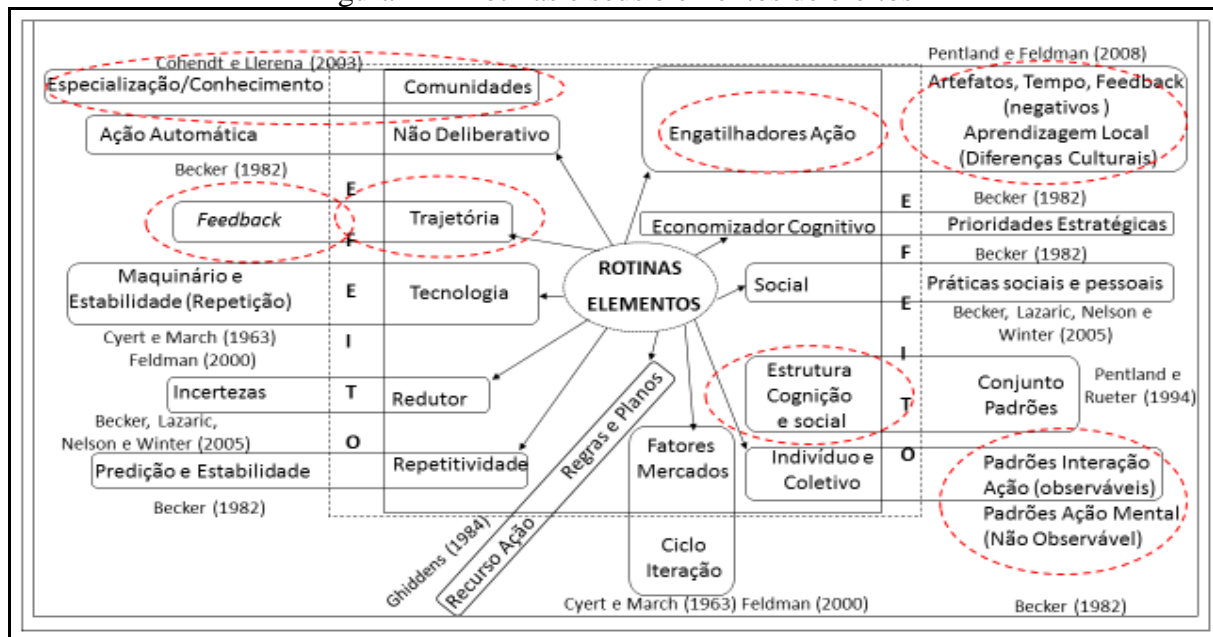 Cohendt e Llerena (2003)
Especialização/Conhecimento
Comunidades
Ação Automática
Não Deliberativo
Becker (1982)
Feedback
Trajetória
Maquinário e
Estabilidade (Repetição)
Tecnologia
Cyert e March (1963)
Feldman (2000)
Incertezas
Redutor
Becker, Lazaric,
Nelson e Winter (2005)
Predição e Estabilidade
Repetitividade
Becker (1982)
E
F
E
I
T
O
ROTINAS
ELEMENTOS
Ghiddens (1984)
Recurso Ação
Regras e Planos
Fatores
Mercados
Ciclo
Iteração
Cyert e March (1963) Feldman (2000)
Pentland e Feldman (2008)
Engatilhadores Ação
Artefatos, Tempo, Feedback
(negativos )
Aprendizagem Local
(Diferenças Culturais)
Becker (1982)
Economizador Cognitivo
Prioridades Estratégicas
Becker (1982)
Social
Práticas sociais e pessoais
Becker, Lazaric, Nelson e
Winter (2005)
Estrutura
Cognição
e social
Conjunto
Padrões
Pentland e
Rueter (1994)
Indivíduo e
Coletivo
Padrões Interação
Ação (observáveis)
Padrões Ação Mental
(Não Observável)
Becker (1982)
E
F
E
I
T
O